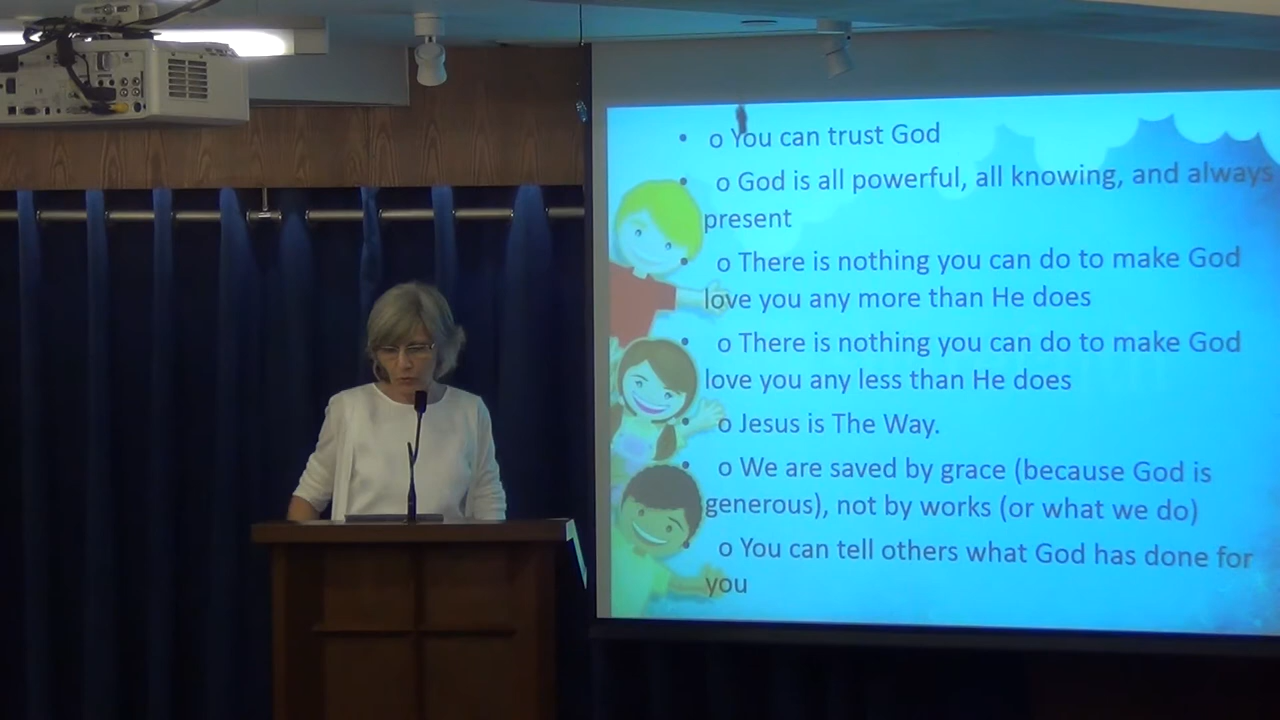 • o You can trust God
• o God is all powerful, all knowing, and always
present
• o There is nothing you can do to make God
love you any more than He does
• o There is nothing you can do to make God
love you any less than He does
• o Jesus is The Way.
• o We are saved by grace (because God is
generous), not by works (or what we do)
• o You can tell others what God has done for
you